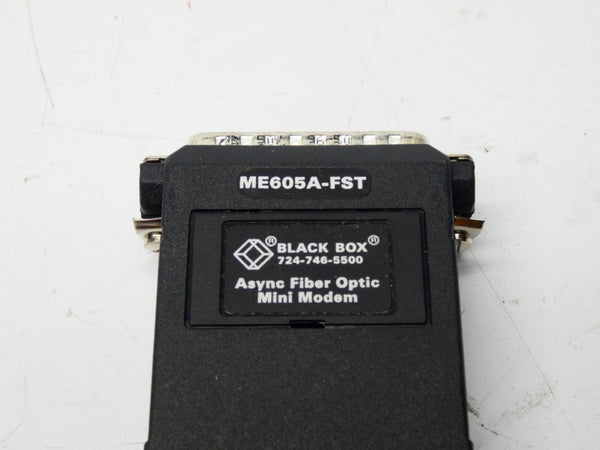 ME605A-FST
® BLACK BOX®
724-746-5500
Async Fiber Optic
Mini Modem